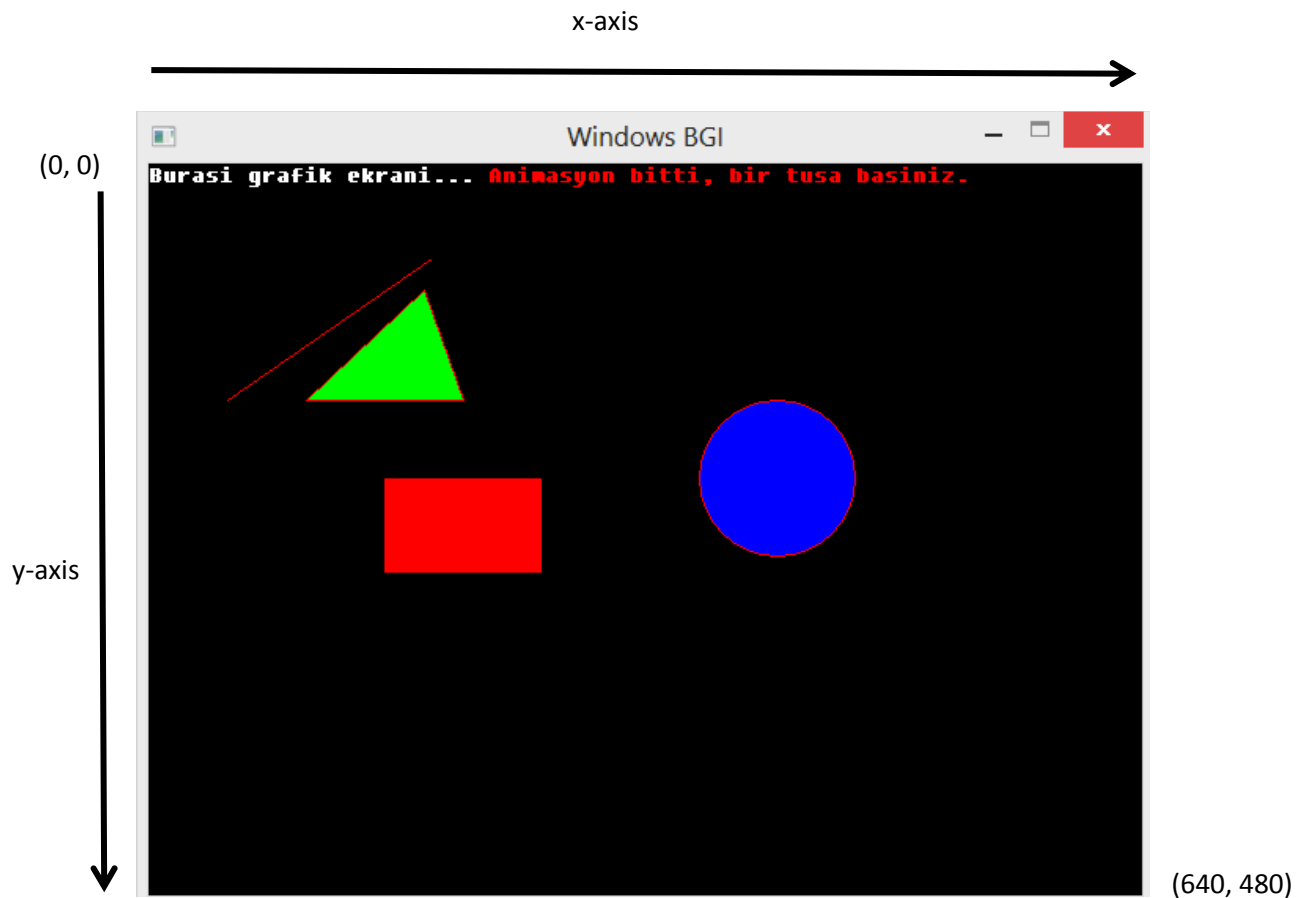 x-axis
Windows BGI
(0, 0)
Burasi grafik ekrani... Animasyon bitti, bir tusa basiniz.
y-axis
(640, 480)